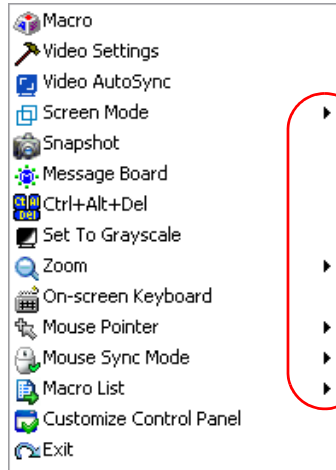 Macro
Video Settings
Video AutoSync
Screen Mode
Snapshot
Message Board
Ctrl+Alt+Del
Set To Grayscale
Zoom
On-screen Keyboard
Mouse Pointer
Mouse Sync Mode
Macro List
Customize Control Panel
Exit